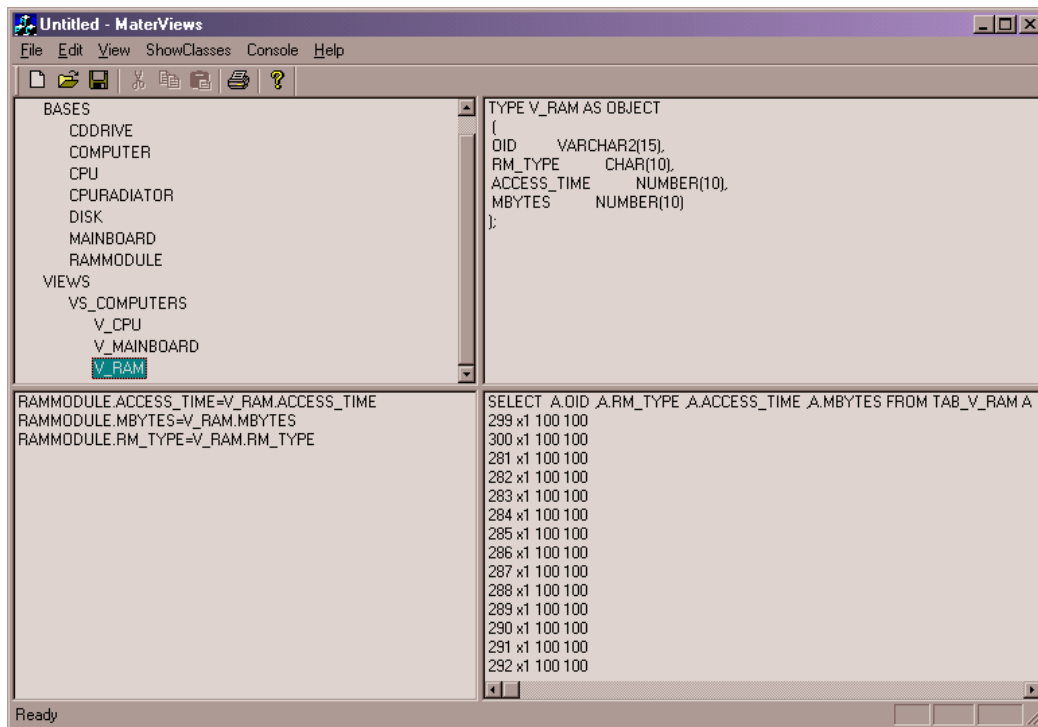 Untitled - MaterViews
File Edit View ShowClasses Console Help
BASES
CDDRIVE
COMPUTER
CPU
CPURADIATOR
DISK
MAINBOARD
RAMMODULE
VIEWS
VS_COMPUTERS
V_CPU
V_MAINBOARD
V_RAM
TYPE V_RAM AS OBJECT
(
OID VARCHAR2(15),
RM_TYPE CHAR(10),
ACCESS_TIME NUMBER(10),
MBYTES NUMBER(10)
);
RAMMODULE.ACCESS_TIME=V_RAM.ACCESS_TIME
RAMMODULE.MBYTES=V_RAM.MBYTES
RAMMODULE.RM_TYPE=V_RAM.RM_TYPE
SELECT A.OID ,A.RM_TYPE ,A.ACCESS_TIME ,A.MBYTES FROM TAB_V_RAM A
299 x1 100 100
300 x1 100 100
281 x1 100 100
282 x1 100 100
283 x1 100 100
284 x1 100 100
285 x1 100 100
286 x1 100 100
287 x1 100 100
288 x1 100 100
289 x1 100 100
290 x1 100 100
291 x1 100 100
292 x1 100 100
Ready